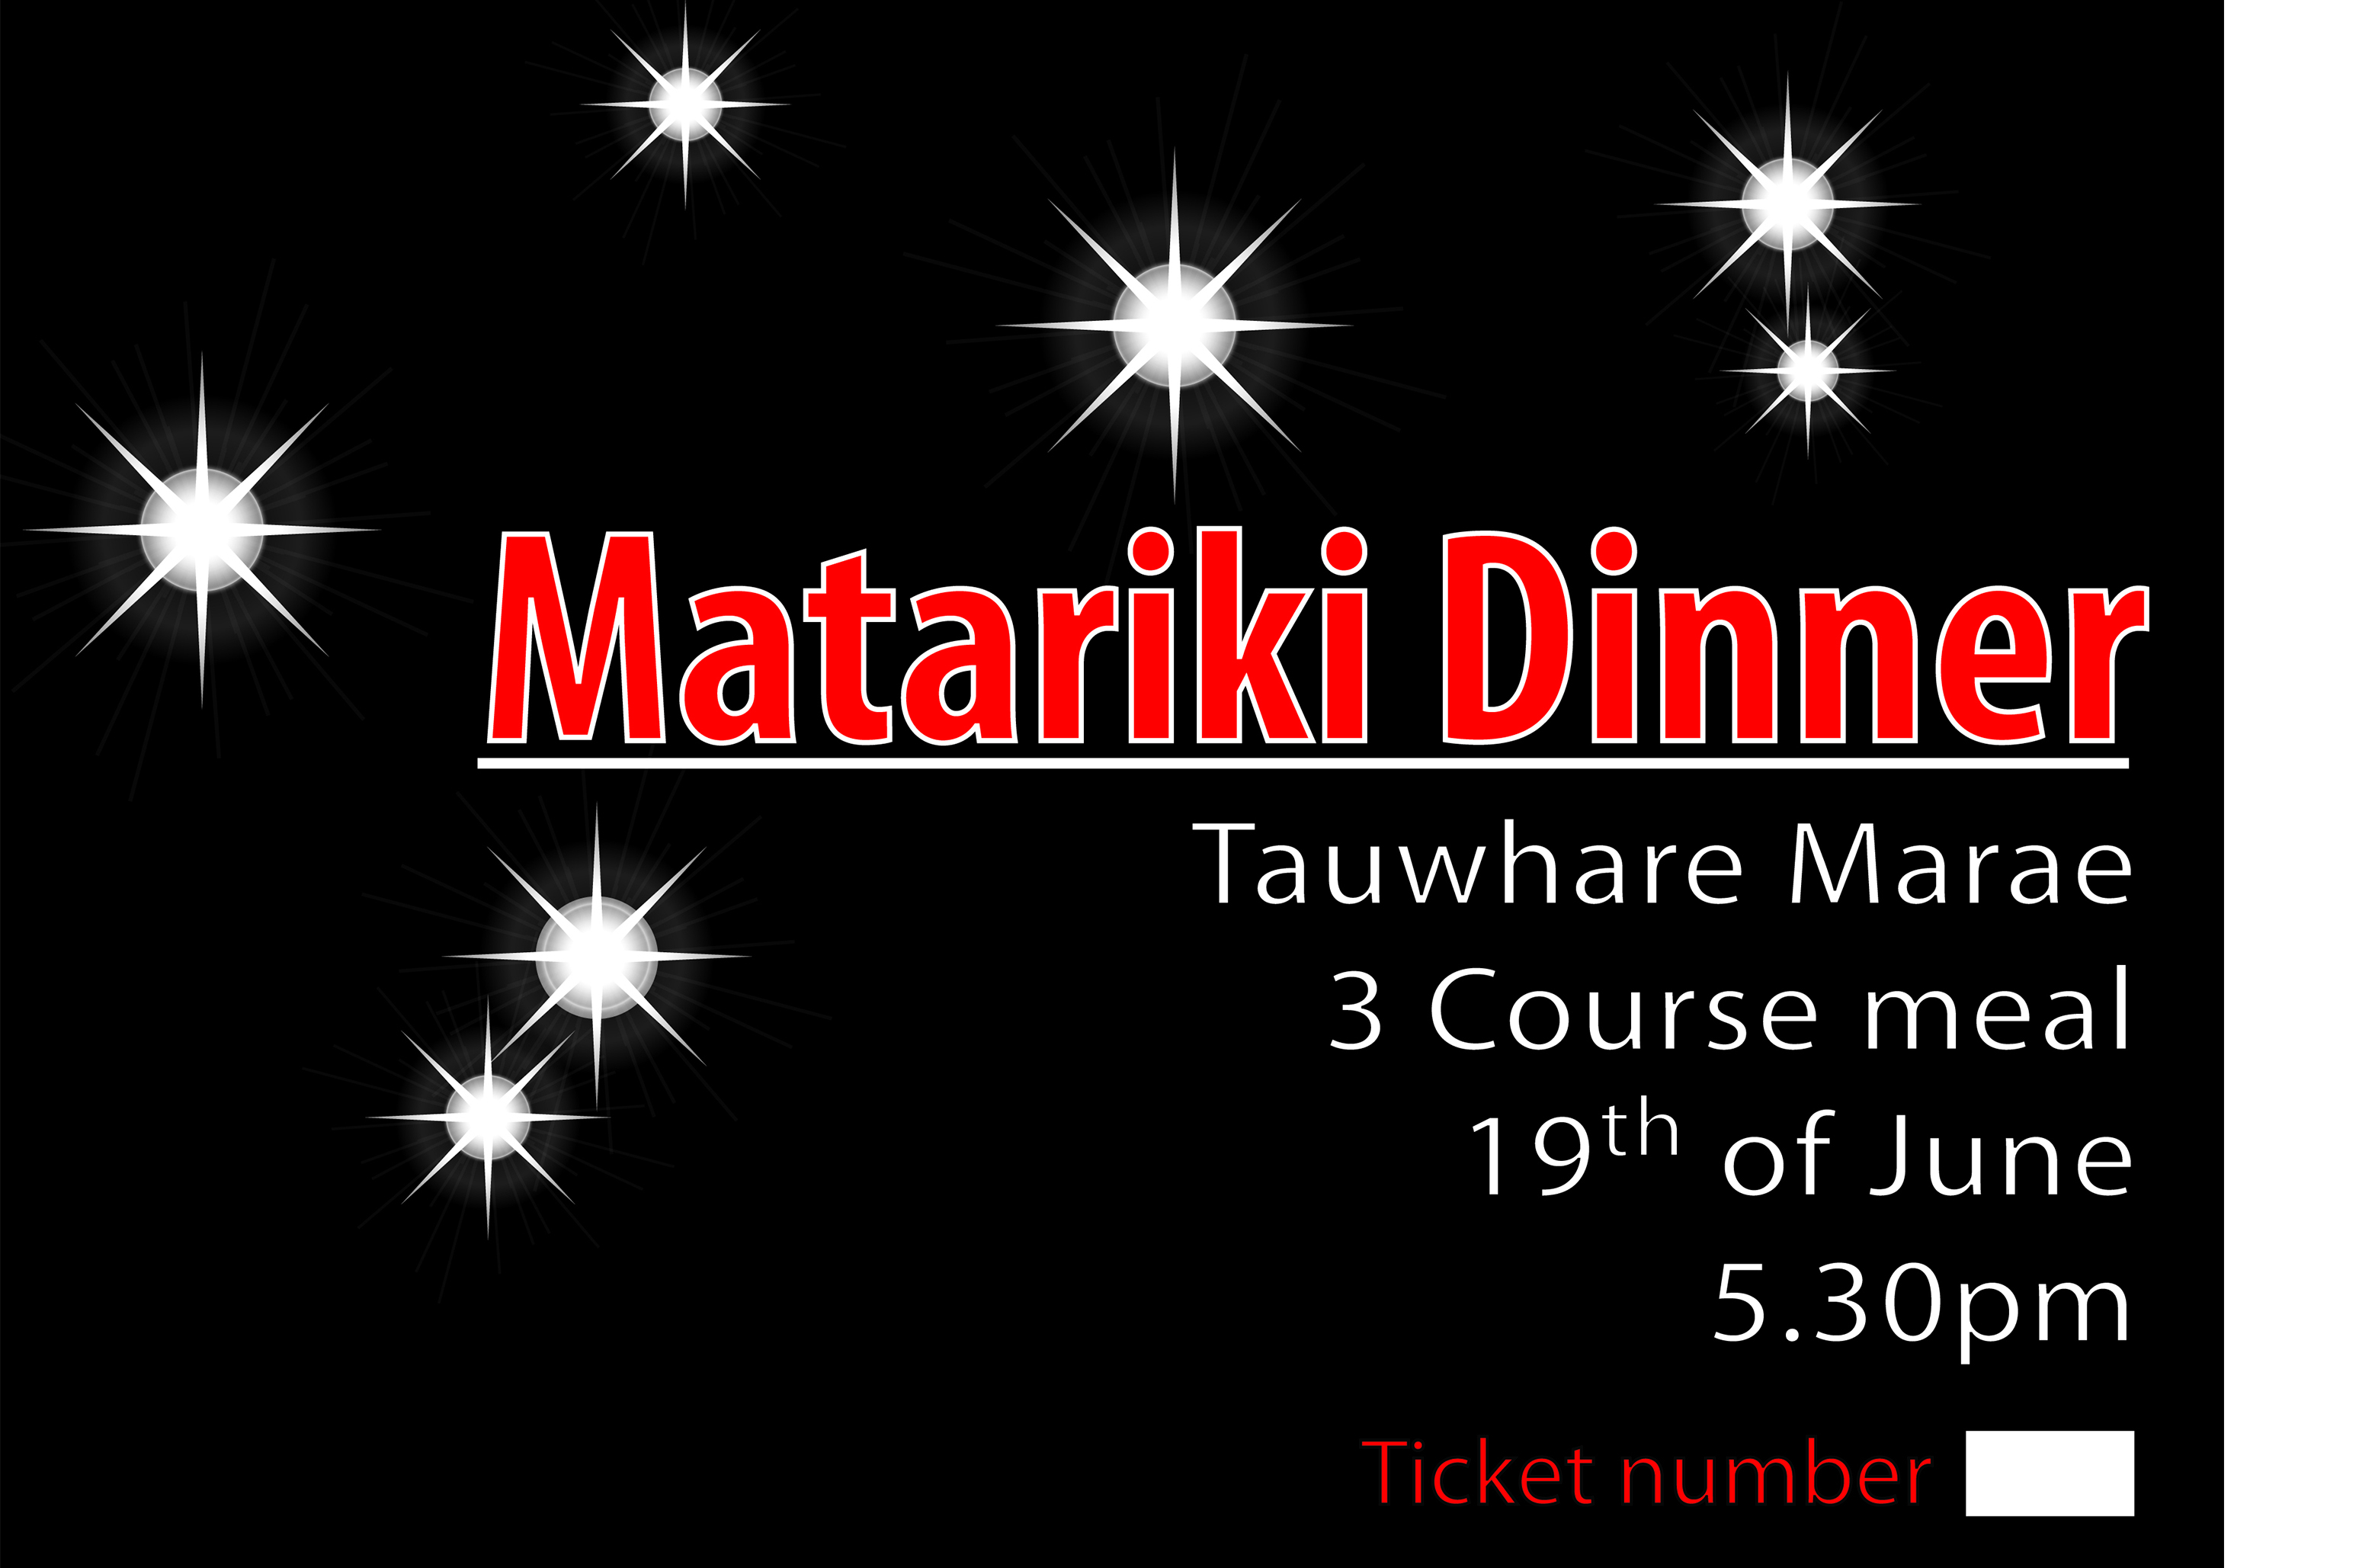 Matariki Dinner
Tauwhare Marae
3 Course meal
19th of June
5.30pm
Ticket number